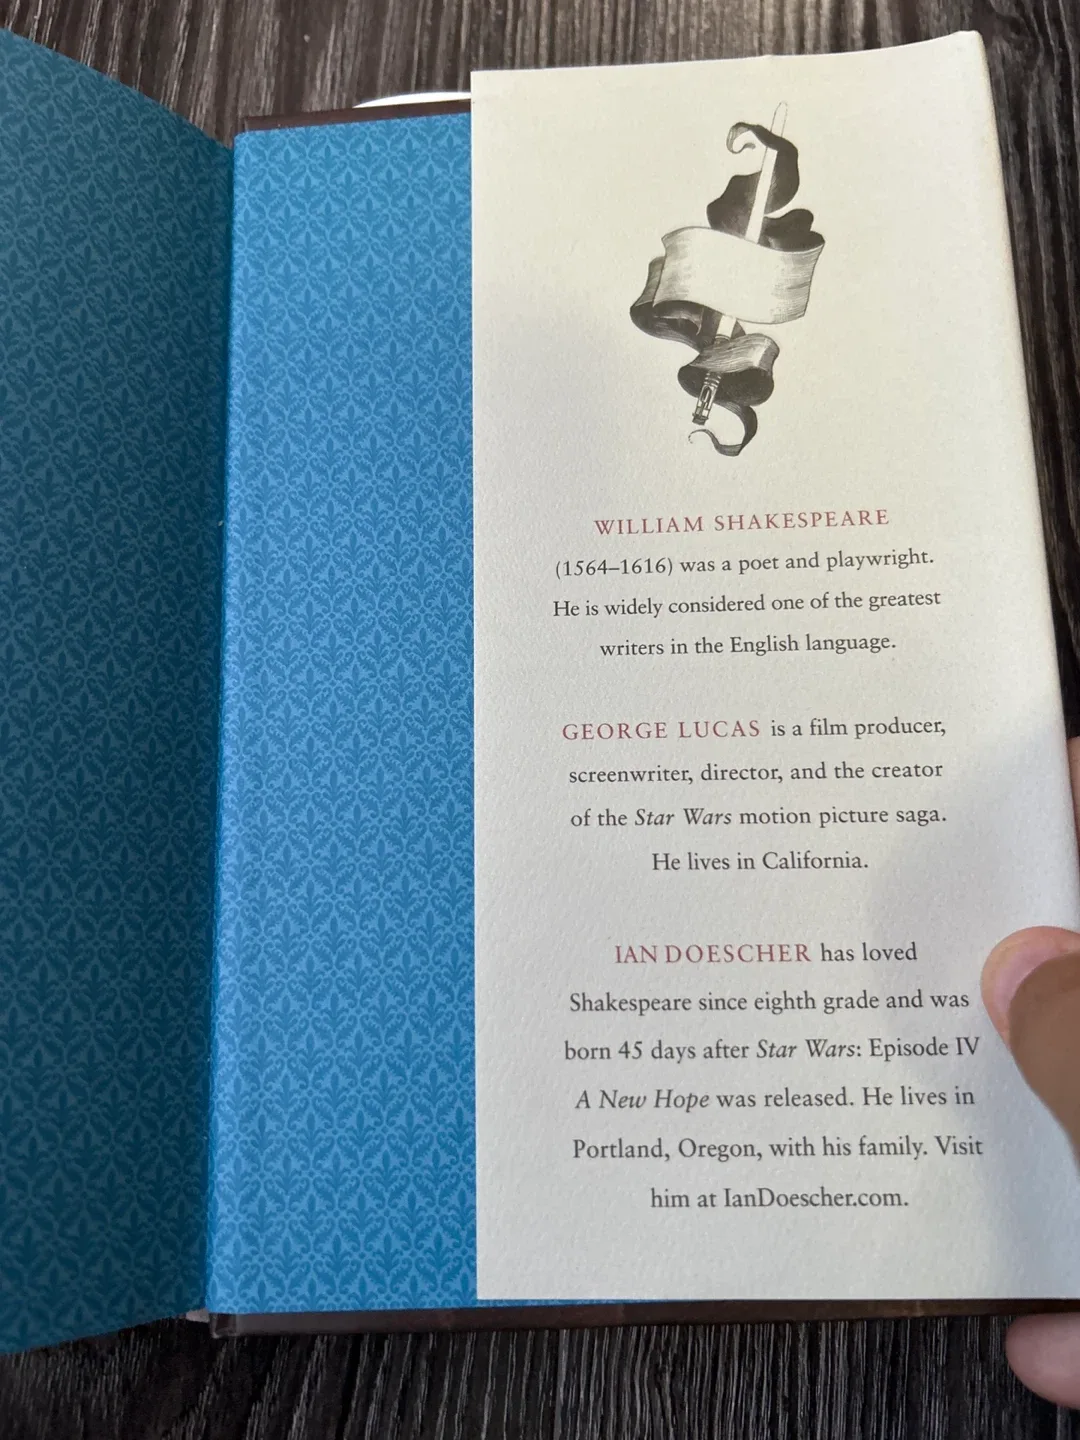 WILLIAM SHAKESPEARE
(1564–1616) was a poet and playwright.
He is widely considered one of the greatest
writers in the English language.
GEORGE LUCAS is a film producer,
screenwriter, director, and the creator
of the Star Wars motion picture saga.
He lives in California.
IAN DOESCHER has loved
Shakespeare since eighth grade and was
born 45 days after Star Wars: Episode IV
A New Hope was released. He lives in
Portland, Oregon, with his family. Visit
him at IanDoescher.com.